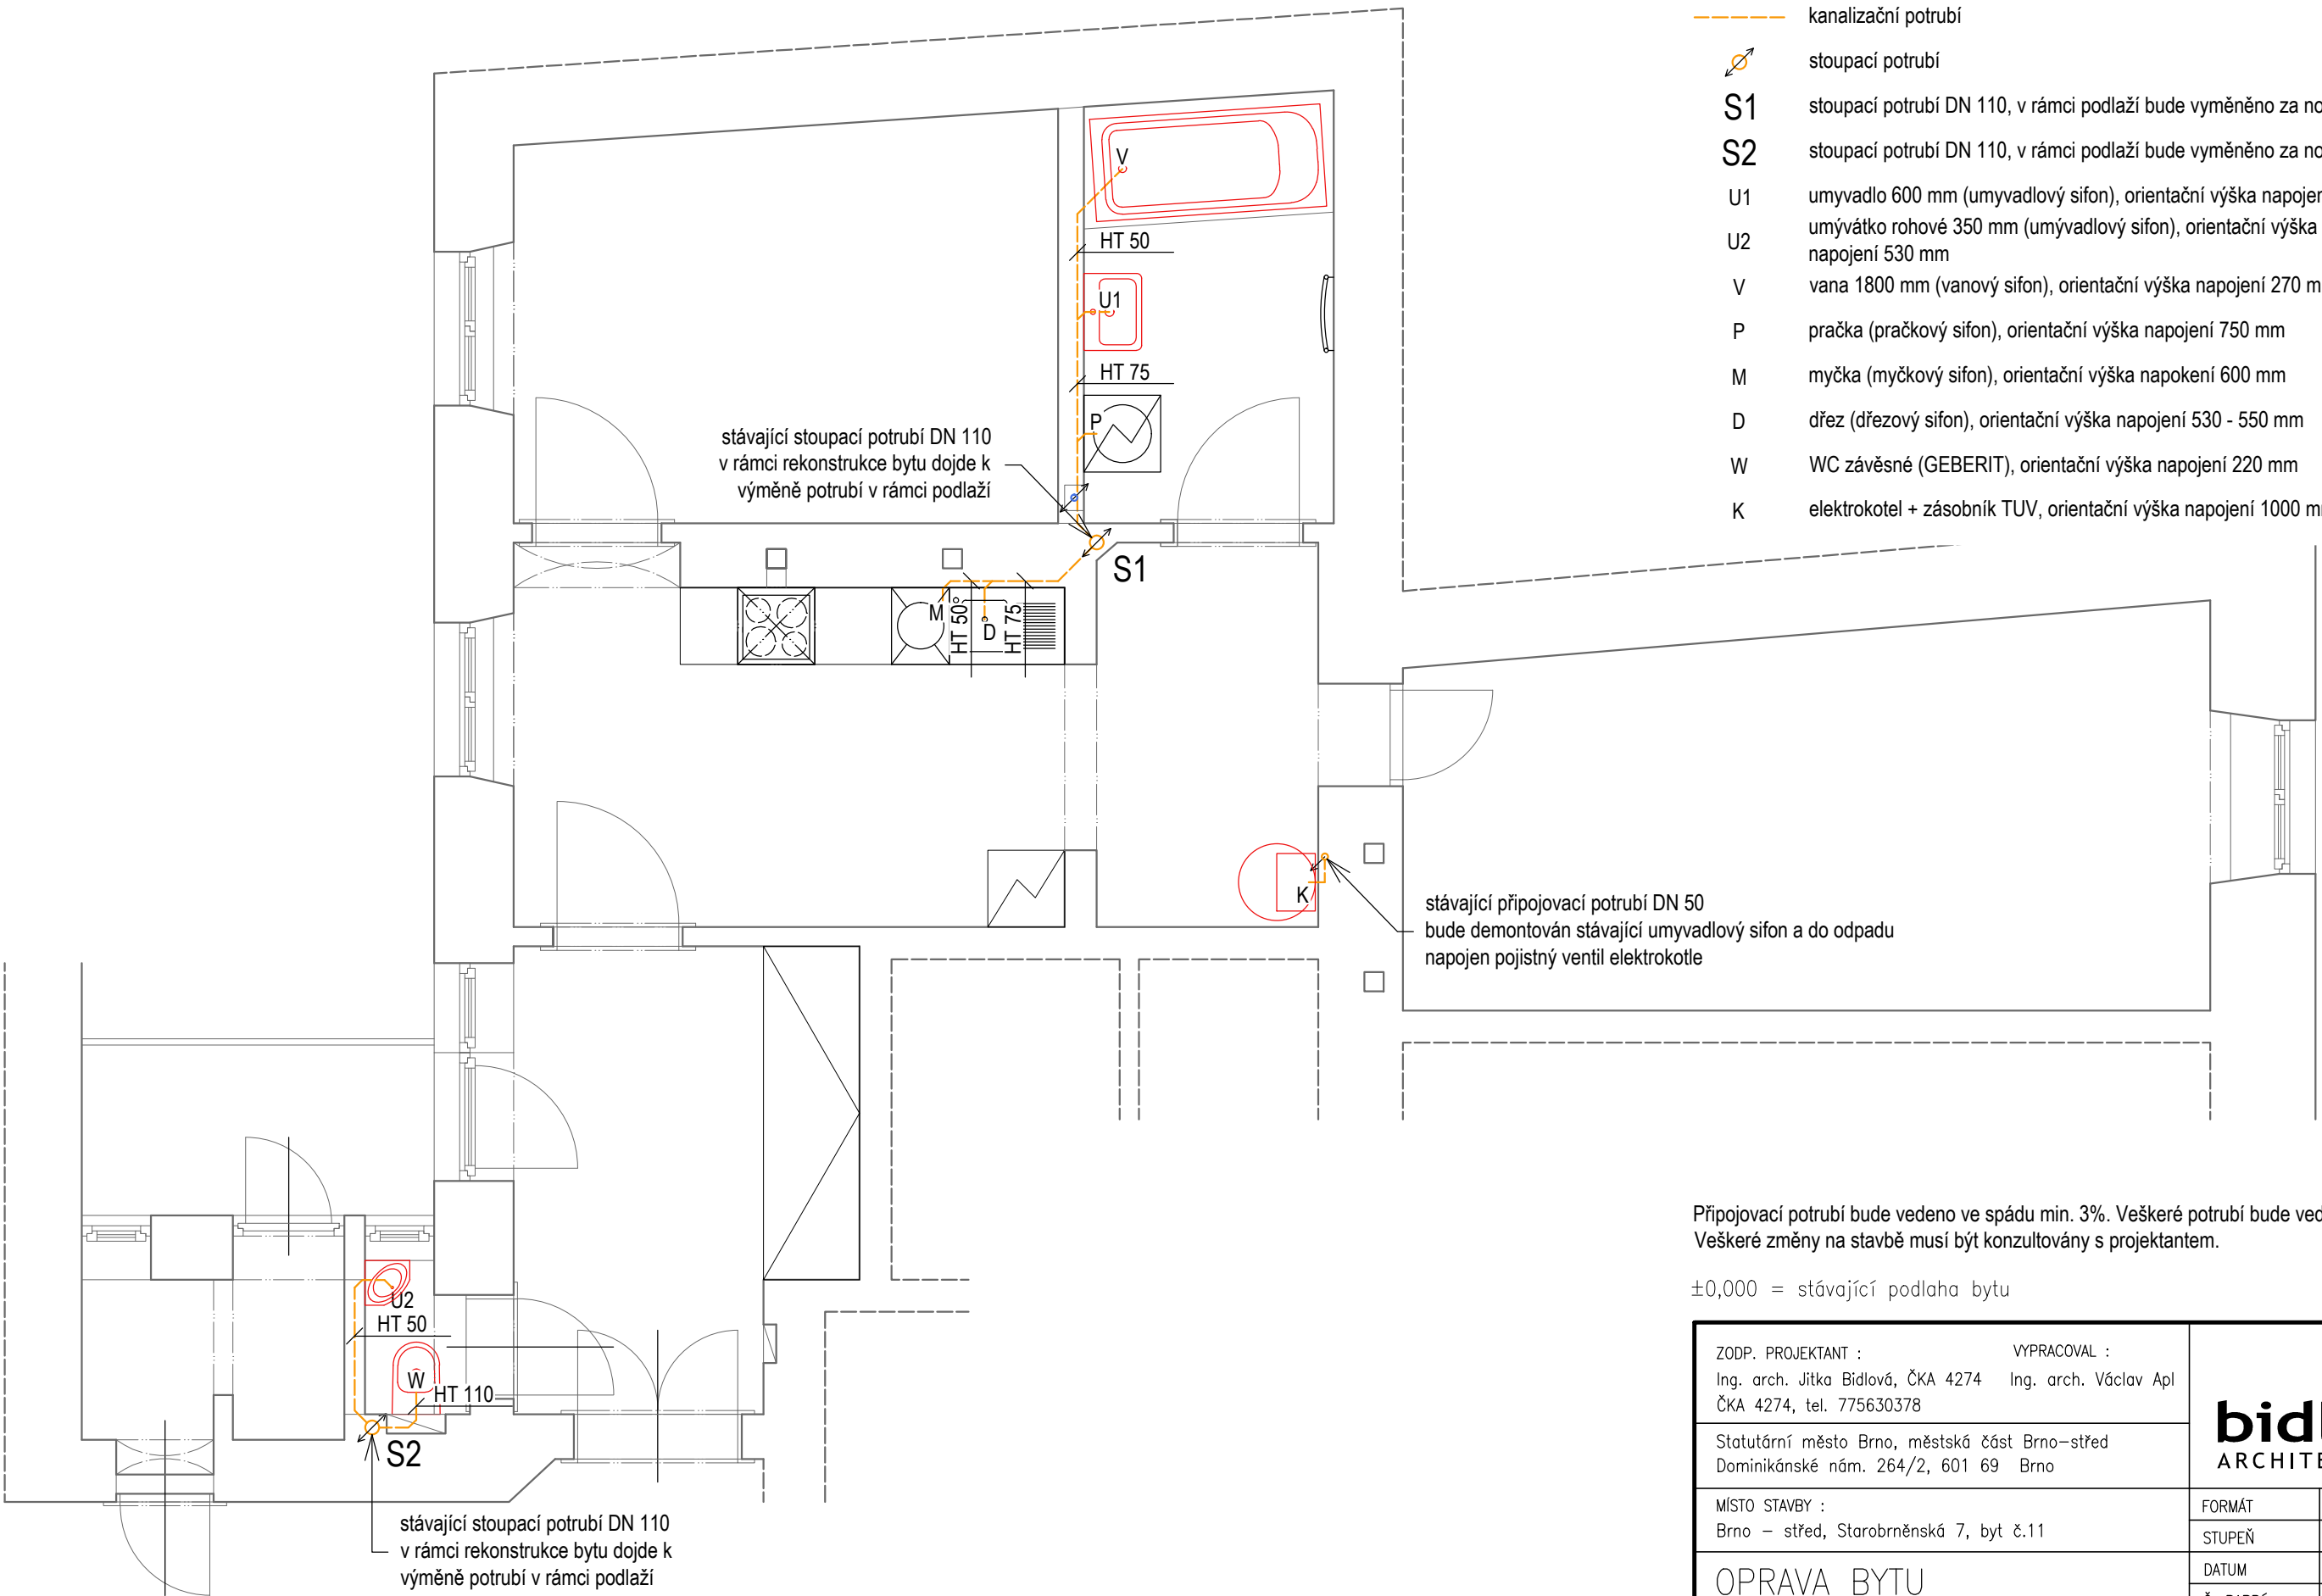 kanalizační potrubí
stoupací potrubí
S1 stoupací potrubí DN 110, v rámci podlaží bude vyměněno za
S2 stoupací potrubí DN 110, v rámci podlaží bude vyměněno za
U1 umyvadlo 600 mm (umyvadlový sifon), orientační výška
U2 umývátko rohové 350 mm (umývadlový sifon), orientační výška
napojení 530 mm
V vana 1800 mm (vanový sifon), orientační výška napojení 270
P pračka (pračkový sifon), orientační výška napojení 750 mm
M myčka (myčkový sifon), orientační výška napokení 600 mm
D dřez (dřezový sifon), orientační výška napojení 530 - 550 mm
W WC závěsné (GEBERIT), orientační výška napojení 220 mm
K elektrokotel + zásobník TUV, orientační výška napojení 1000
V
HT 50
U1
HT 75
P
stávající stoupací potrubí DN 110
v rámci rekonstrukce bytu dojde k
výměně potrubí v rámci podlaží
S1
M
HT 50
D
HT 75
K
stávající připojovací potrubí DN 50
bude demontován stávající umyvadlový sifon a do odpadu
napojen pojistný ventil elektrokotle
U2
HT 50
W
HT 110
S2
stávající stoupací potrubí DN 110
v rámci rekonstrukce bytu dojde k
výměně potrubí v rámci podlaží
Připojovací potrubí bude vedeno ve spádu min. 3%. Veškeré potrubí bude
Veškeré změny na stavbě musí být konzultovány s projektantem.
±0,000 = stávající podlaha bytu
ZODP. PROJEKTANT : VYPRACOVAL :
Ing. arch. Jitka Bidlová, ČKA 4274 Ing. arch. Václav Apl
ČKA 4274, tel. 775630378
Statutární město Brno, městská část Brno-střed
Dominikánské nám. 264/2, 601 69 Brno
MÍSTO STAVBY :
Brno - střed, Starobrněnská 7, byt č.11
OPRAVA BYTU
FORMÁT
STUPEŇ
DATUM